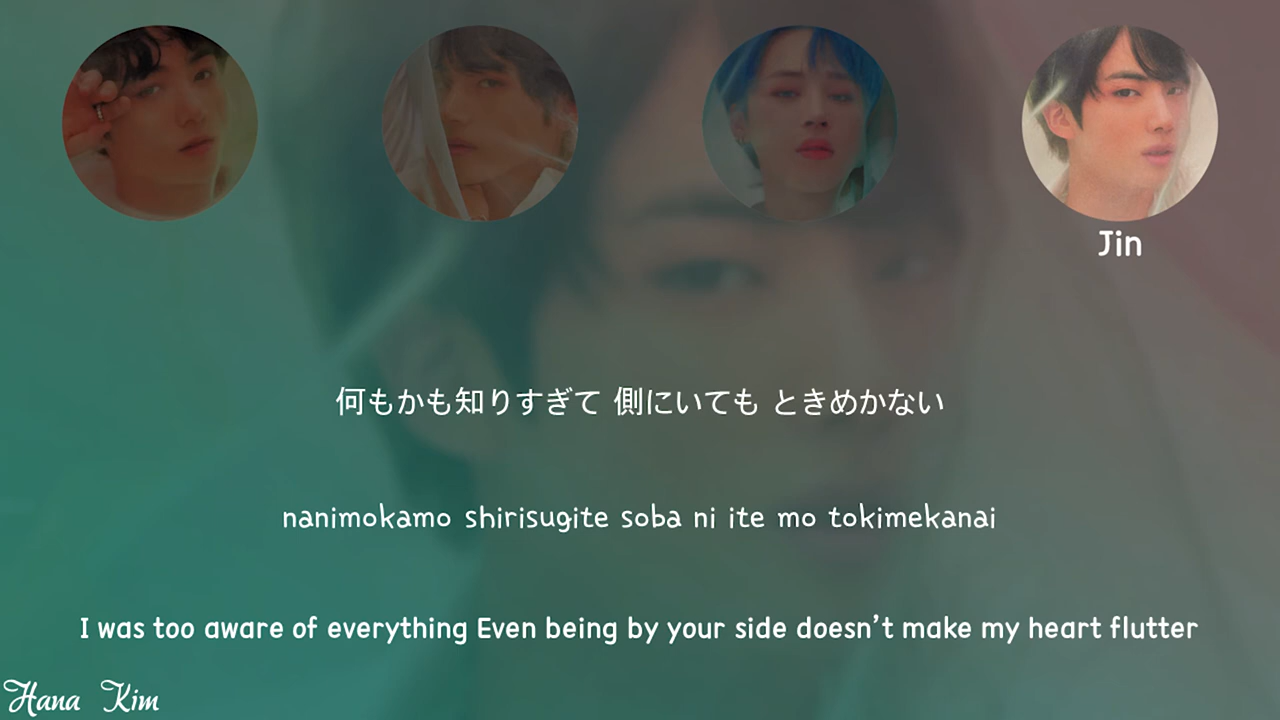 Jin
何もかも知りすぎて 側にいても ときめかない
nanimokamo shirisugite soba ni ite mo tokimekanai
I was too aware of everything Even being by your side doesn't make my heart flutter
Hana Kim